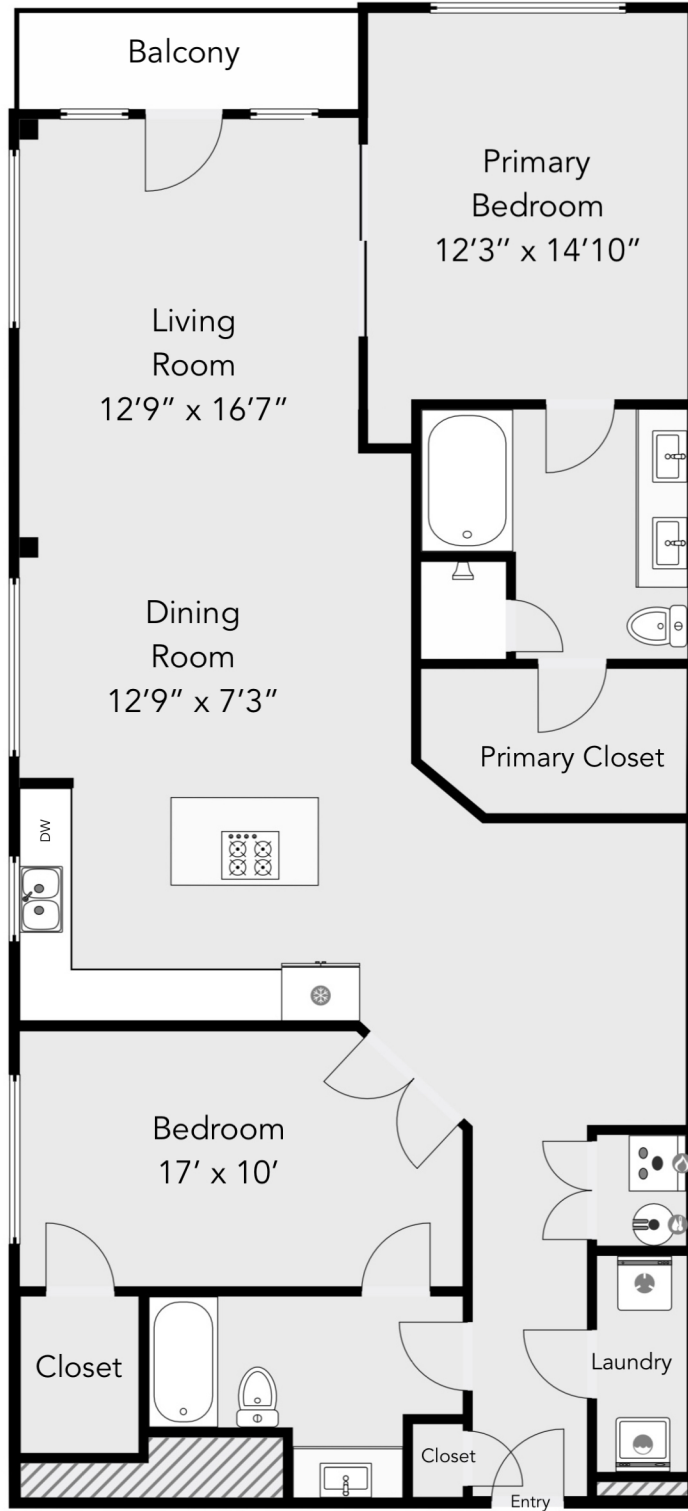 Balcony
Primary
Bedroom
12’3” x 14’10”
Living
Room
12’9” x 16’7”
Dining
Room
12’9” x 7’3”
Primary Closet
DW
Bedroom
17’ x 10’
Closet
Laundry
Closet
Entry